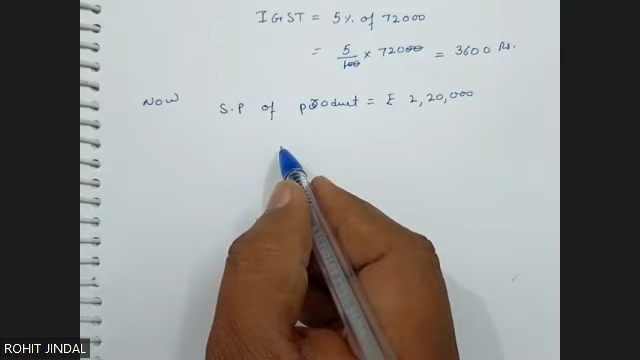 IGST = 5% of 72000
= 5/100 × 72000 = 3600 Rs.
Now S.P of product = ₹ 2,20,000
ROHIT JINDAL